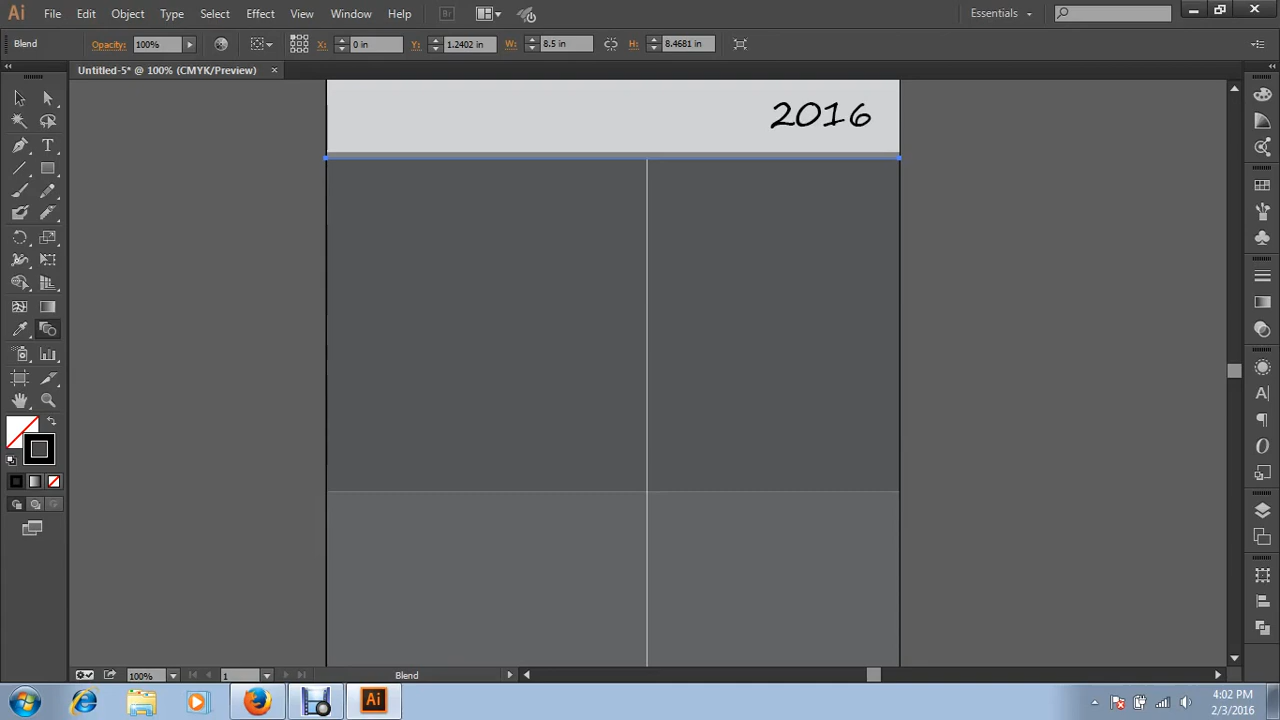 Ai File Edit Object Type Select Effect View Window Help Br Essentials
Blend Opacity: 100% X: 0 in Y: 1.2402 in W: 8.5 in H: 8.4681 in
Untitled-5* @ 100% (CMYK/Preview) ×
2016
100% 1 Blend
Ai 4:02 PM
2/3/2016